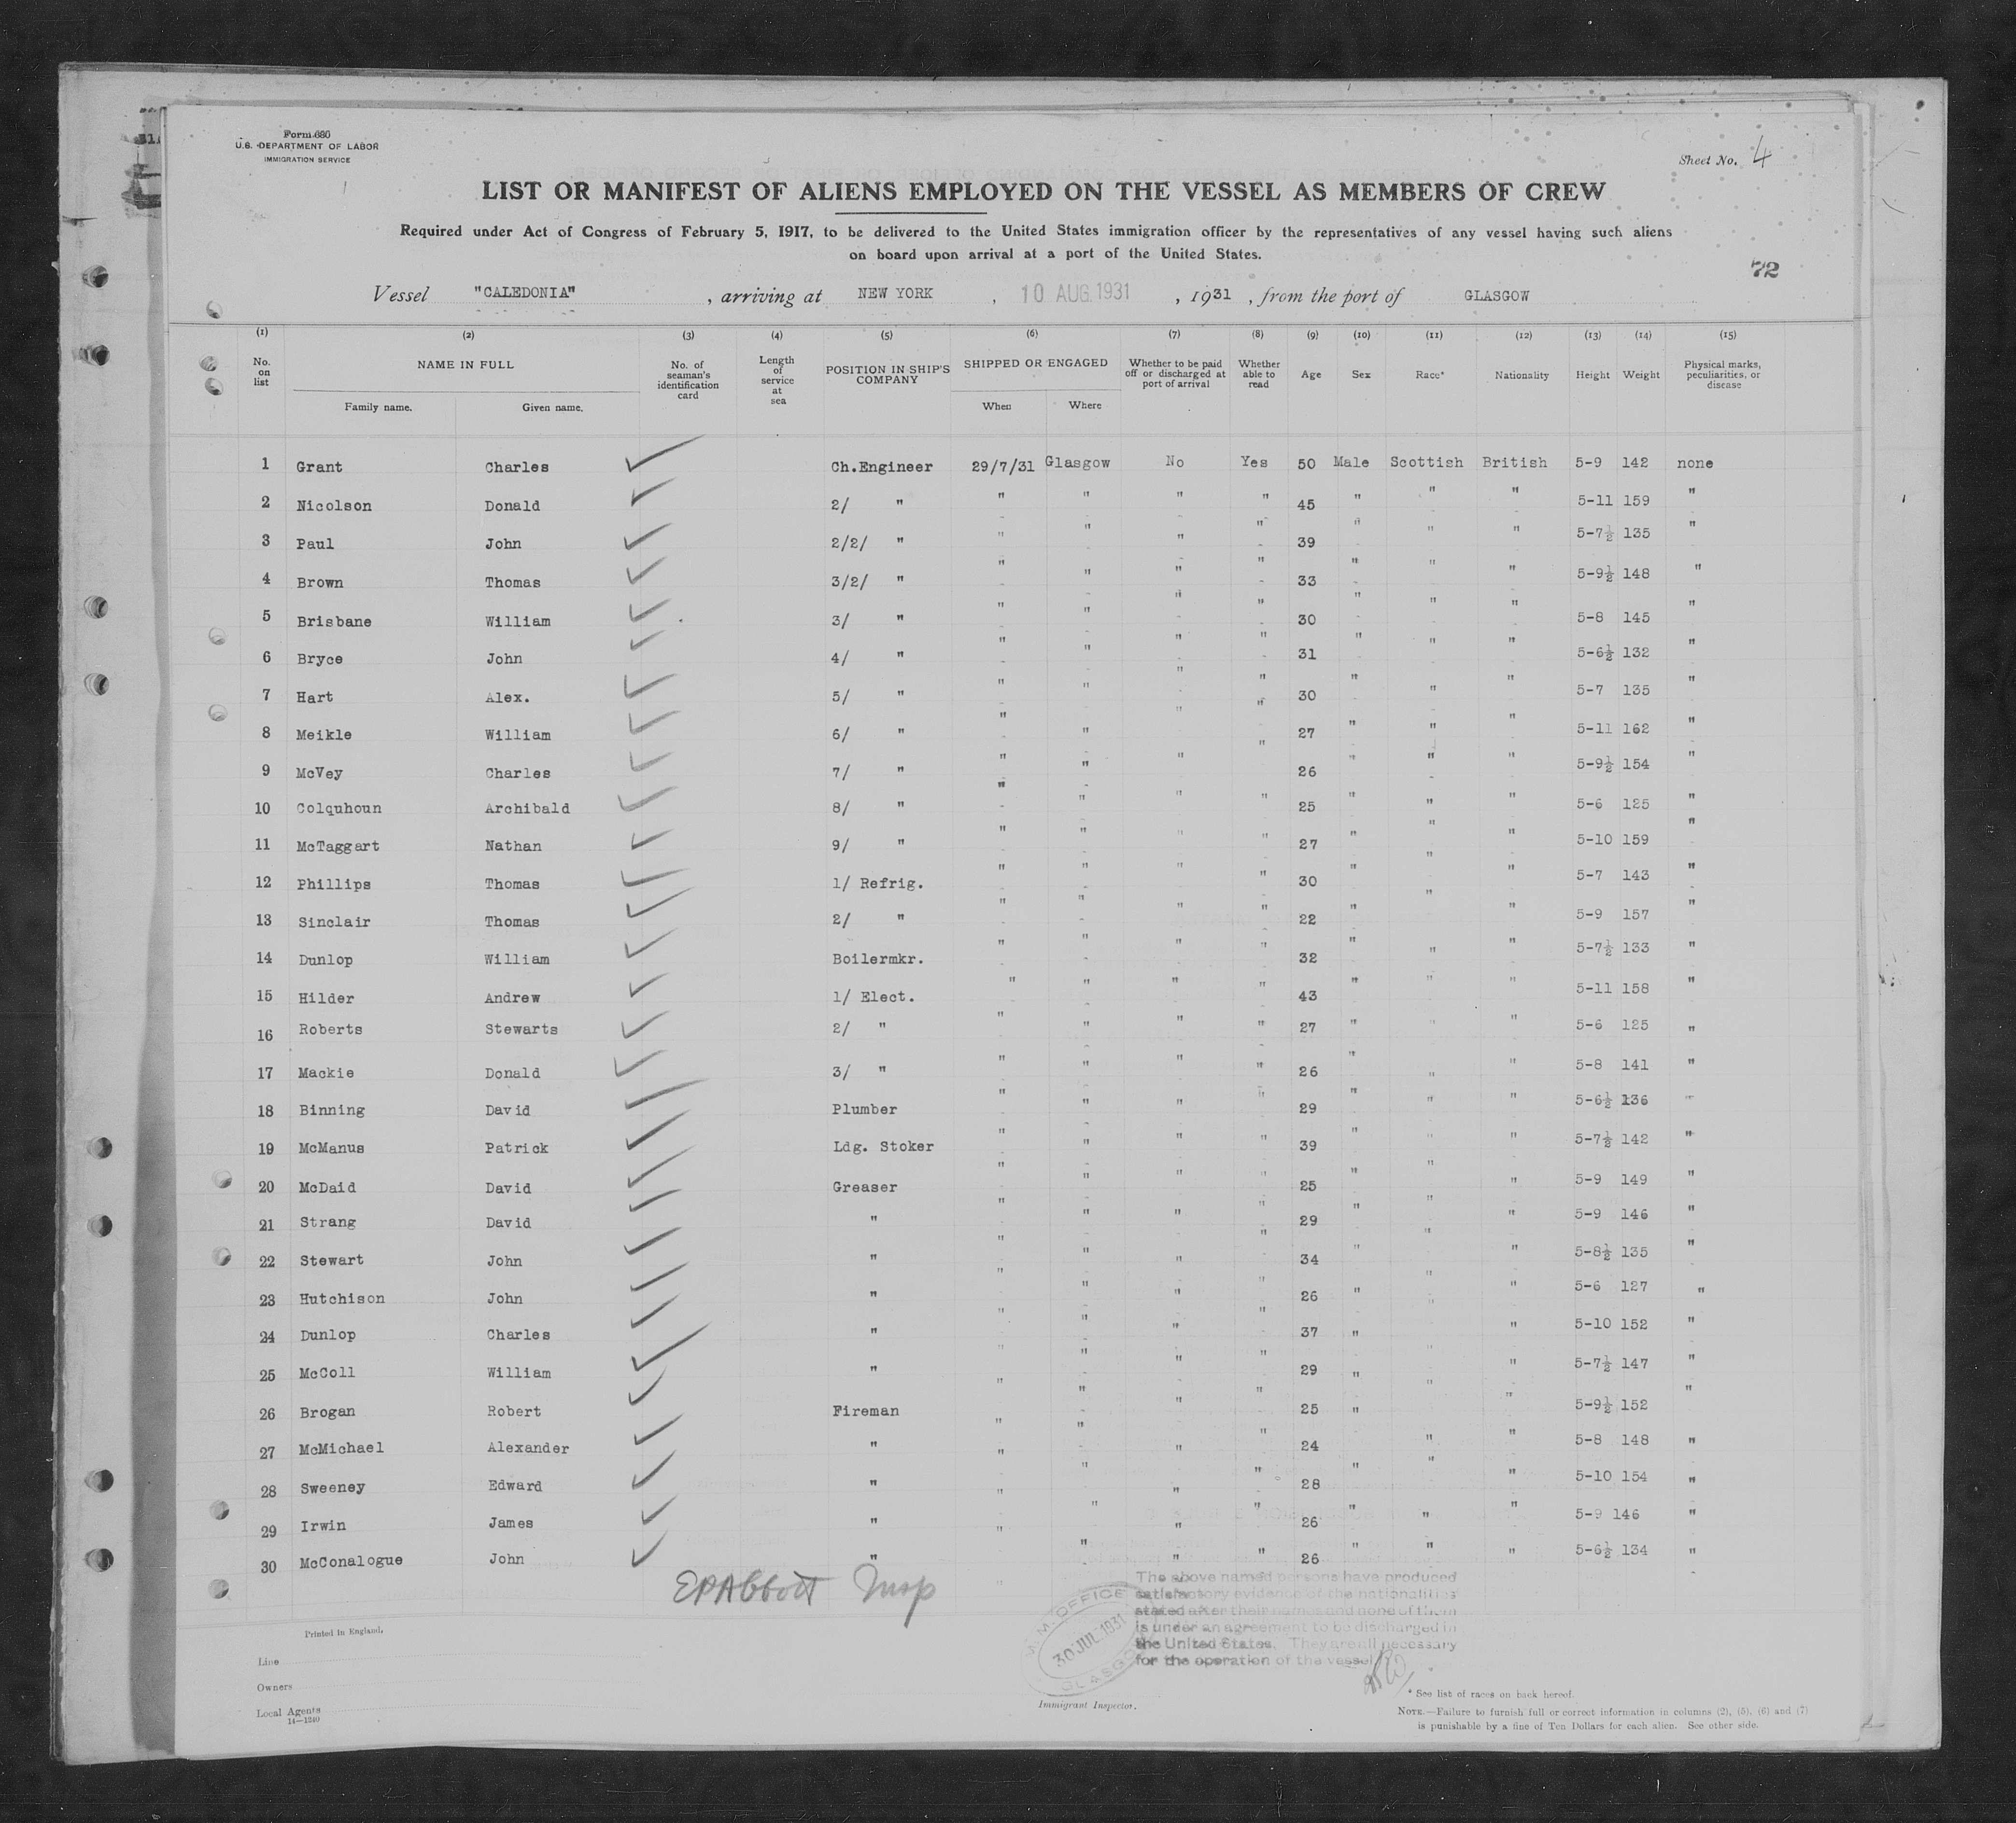 Form 680
U.S. DEPARTMENT OF LABOR
IMMIGRATION SERVICE
Sheet No. 4
LIST OR MANIFEST OF ALIENS EMPLOYED ON THE VESSEL AS MEMBERS OF CREW
Required under Act of Congress of February 5, 1917, to be delivered to the United States immigration officer by the representatives of any vessel having such aliens
on board upon arrival at a port of the United States.
72
Vessel "CALEDONIA" , arriving at NEW YORK , 10 AUG 1931 , 1931 , from the port of GLASGOW
(1) (2) (3) (4) (5) (6) (7) (8) (9) (10) (11) (12) (13) (14) (15)
No. on list NAME IN FULL Family name. Given name. No. of seaman's identification card Length of service at sea POSITION IN SHIP'S COMPANY SHIPPED OR ENGAGED When Where Whether to be paid off or discharged at port of arrival Whether able to read Age Sex Race* Nationality Height Weight Physical marks, peculiarities, or disease
1 Grant Charles Ch.Engineer 29/7/31 Glasgow No Yes 50 Male Scottish British 5-9 142 none
2 Nicolson Donald 2/ " " " " " 45 " " " 5-11 159 "
3 Paul John 2/2/ " " " " " 39 " " " 5-7½ 135 "
4 Brown Thomas 3/2/ " " " " " 33 " " " 5-9½ 148 "
5 Brisbane William 3/ " " " " " 30 " " " 5-8 145 "
6 Bryce John 4/ " " " " " 31 " " " 5-6½ 132 "
7 Hart Alex. 5/ " " " " " 30 " " " 5-7 135 "
8 Meikle William 6/ " " " " " 27 " " " 5-11 162 "
9 McVey Charles 7/ " " " " " 26 " " " 5-9½ 154 "
10 Colquhoun Archibald 8/ " " " " " 25 " " " 5-6 125 "
11 McTaggart Nathan 9/ " " " " " 27 " " " 5-10 159 "
12 Phillips Thomas 1/ Refrig. " " " " 30 " " " 5-7 143 "
13 Sinclair Thomas 2/ " " " " " 22 " " " 5-9 157 "
14 Dunlop William Boilermkr. " " " " 32 " " " 5-7½ 133 "
15 Hilder Andrew 1/ Elect. " " " " 43 " " " 5-11 158 "
16 Roberts Stewarts 2/ " " " " " 27 " " " 5-6 125 "
17 Mackie Donald 3/ " " " " " 26 " " " 5-8 141 "
18 Binning David Plumber " " " " 29 " " " 5-6½ 136 "
19 McManus Patrick Ldg. Stoker " " " " 39 " " " 5-7½ 142 "
20 McDaid David Greaser " " " " 25 " " " 5-9 149 "
21 Strang David " " " " " 29 " " " 5-9 146 "
22 Stewart John " " " " " 34 " " " 5-8½ 135 "
23 Hutchison John " " " " " 26 " " " 5-6 127 "
24 Dunlop Charles " " " " " 37 " " " 5-10 152 "
25 McColl William " " " " " 29 " " " 5-7½ 147 "
26 Brogan Robert Fireman " " " " 25 " " " 5-9½ 152 "
27 McMichael Alexander " " " " " 24 " " " 5-8 148 "
28 Sweeney Edward " " " " " 28 " " " 5-10 154 "
29 Irwin James " " " " " 26 " " " 5-9 146 "
30 McConalogue John " " " " " 26 " " " 5-6½ 134 "
EPAbbott Insp
The above named persons have produced
satisfactory evidence of the nationalities
stated after their names and none of them
is under an agreement to be discharged in
the United States. They are all necessary
for the operation of the vessel
M.M. OFFICE
30 JUL 1931
GLASGOW
Printed in England.
Line
Owners
Local Agents
14—1240
Immigrant Inspector.
* See list of races on back hereof.
NOTE.—Failure to furnish full or correct information in columns (2), (5), (6) and (7)
is punishable by a fine of Ten Dollars for each alien. See other side.